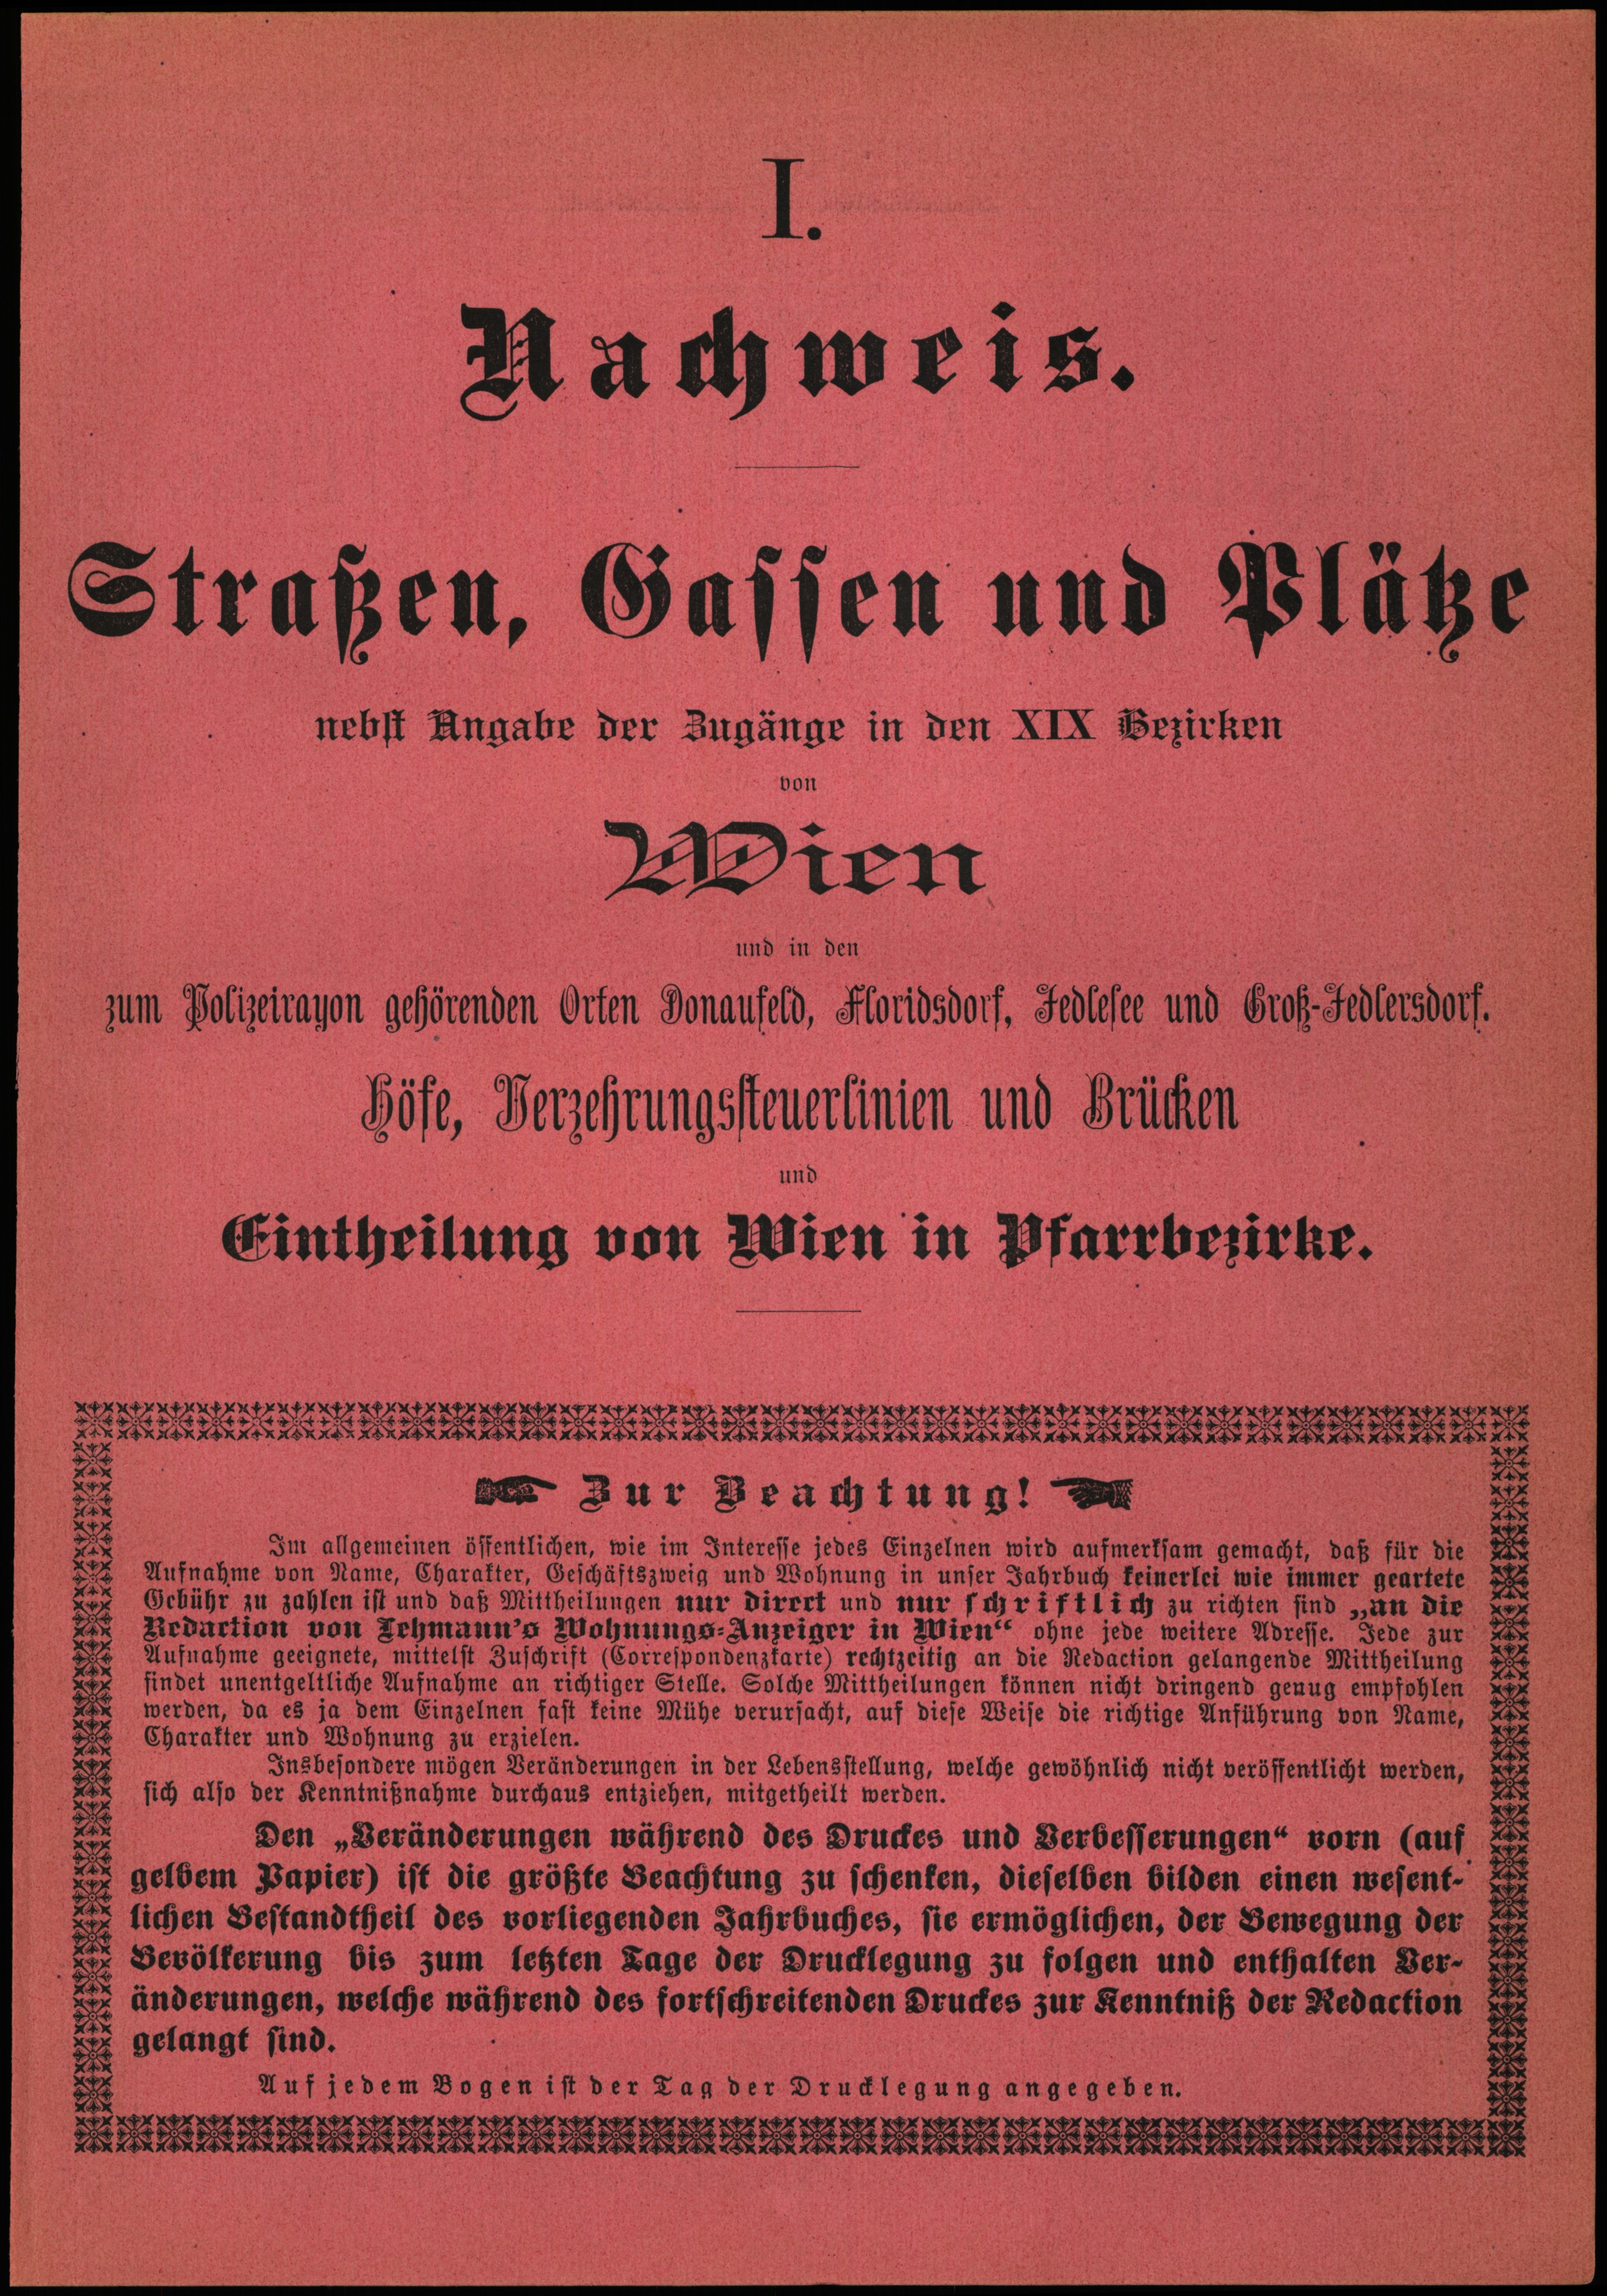 I.
Nachweis.
Straßen, Gassen und Plätze
nebst Angabe der Zugänge in den XIX Bezirken
von
Wien
und in den
zum Polizeirayon gehörenden Orten Donaufeld, Floridsdorf, Jedlesee und Groß-Jedlersdorf.
Höfe, Verzehrungssteuerlinien und Brücken
und
Eintheilung von Wien in Pfarrbezirke.
Zur Beachtung!
Im allgemeinen öffentlichen, wie im Interesse jedes Einzelnen wird aufmerksam gemacht, daß für die
Aufnahme von Name, Charakter, Geschäftszweig und Wohnung in unser Jahrbuch keinerlei wie immer geartete
Gebühr zu zahlen ist und daß Mittheilungen nur direct und nur schriftlich zu richten sind „an die
Redaction von Lehmann's Wohnungs-Anzeiger in Wien“ ohne jede weitere Adresse. Jede zur
Aufnahme geeignete, mittelst Zuschrift (Correspondenzkarte) rechtzeitig an die Redaction gelangende Mittheilung
findet unentgeltliche Aufnahme an richtiger Stelle. Solche Mittheilungen können nicht dringend genug empfohlen
werden, da es ja dem Einzelnen fast keine Mühe verursacht, auf diese Weise die richtige Anführung von Name,
Charakter und Wohnung zu erzielen.
Insbesondere mögen Veränderungen in der Lebensstellung, welche gewöhnlich nicht veröffentlicht werden,
sich also der Kenntnißnahme durchaus entziehen, mitgetheilt werden.
Den „Veränderungen während des Druckes und Verbesserungen“ vorn (auf
gelbem Papier) ist die größte Beachtung zu schenken, dieselben bilden einen wesent-
lichen Bestandtheil des vorliegenden Jahrbuches, sie ermöglichen, der Bewegung der
Bevölkerung bis zum letzten Tage der Drucklegung zu folgen und enthalten Ver-
änderungen, welche während des fortschreitenden Druckes zur Kenntniß der Redaction
gelangt sind.
Auf jedem Bogen ist der Tag der Drucklegung angegeben.